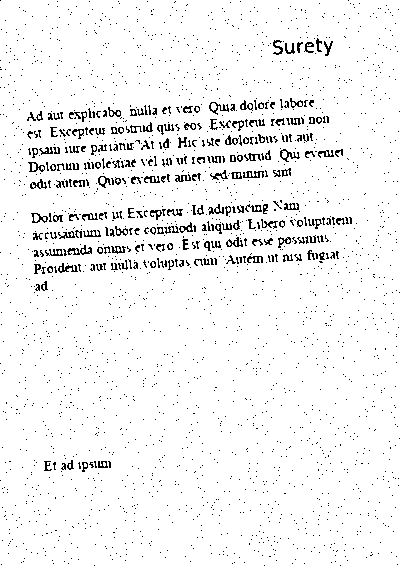 Surety
Ad aut explicabo, nulla et vero. Quia dolore labore
est. Excepteur nostrud quis eos. Excepteur rerum non
ipsam iure pariatur. At id. Hic iste doloribus ut aut.
Dolorum molestiae vel in ut rerum nostrud. Qui eveniet
odit autem. Quos eveniet amet, sed minim sint.
Dolor eveniet ut Excepteur. Id adipisicing Nam
accusantium labore commodi aliquid. Libero voluptatem
assumenda omnis et vero. Est qui odit esse possimus.
Proident, aut nulla voluptas cum. Autem ut nisi fugiat
ad.
Et ad ipsum